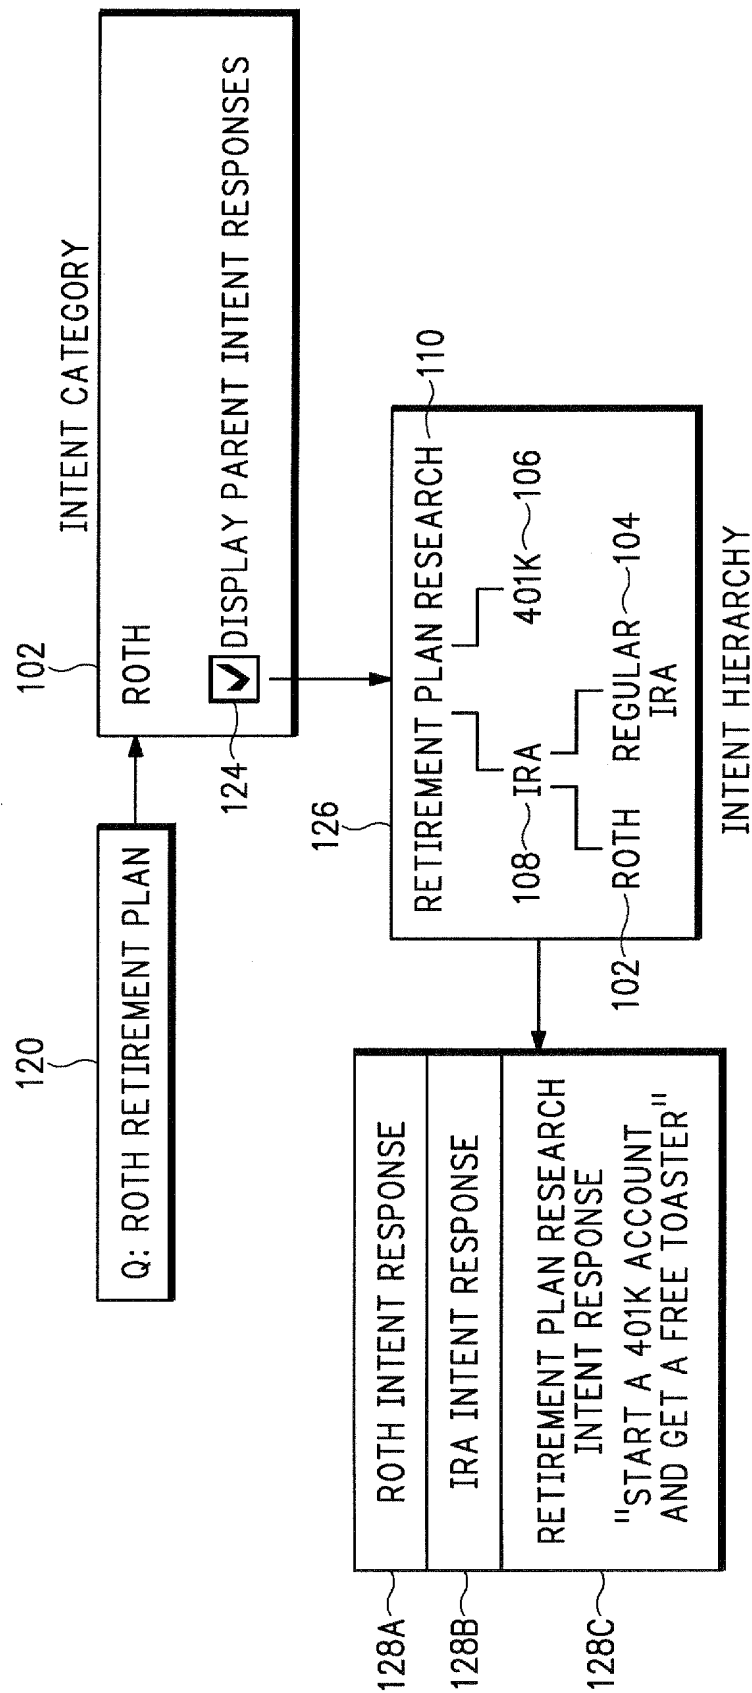 120
Q: ROTH RETIREMENT PLAN
INTENT CATEGORY
102
ROTH
DISPLAY PARENT INTENT RESPONSES
124
126
RETIREMENT PLAN RESEARCH 110
108 IRA 401K 106
102 ROTH REGULAR 104
IRA
INTENT HIERARCHY
128A ROTH INTENT RESPONSE
128B IRA INTENT RESPONSE
RETIREMENT PLAN RESEARCH
INTENT RESPONSE
128C
"START A 401K ACCOUNT
AND GET A FREE TOASTER"